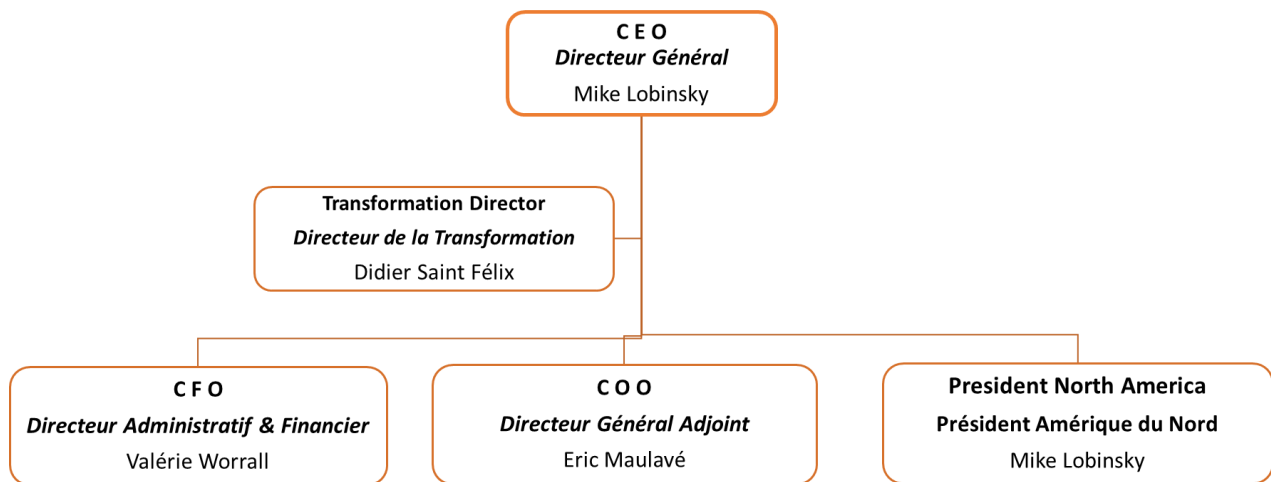 C E O
Directeur Général
Mike Lobinsky
Transformation Director
Directeur de la Transformation
Didier Saint Félix
C F O
Directeur Administratif & Financier
Valérie Worrall
C O O
Directeur Général Adjoint
Eric Maulavé
President North America
Président Amérique du Nord
Mike Lobinsky